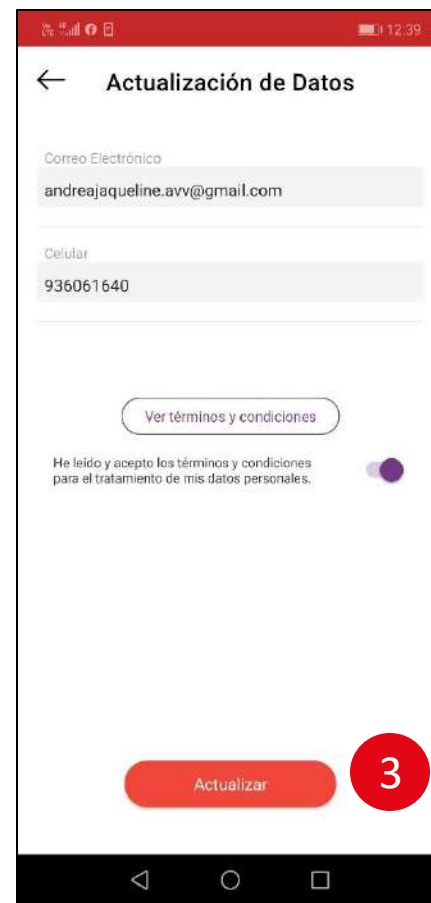 12:39
Actualización de Datos
Correo Electrónico
andreajaqueline.avv@gmail.com
Celular
936061640
Ver términos y condiciones
He leído y acepto los términos y condiciones
para el tratamiento de mis datos personales.
Actualizar
3